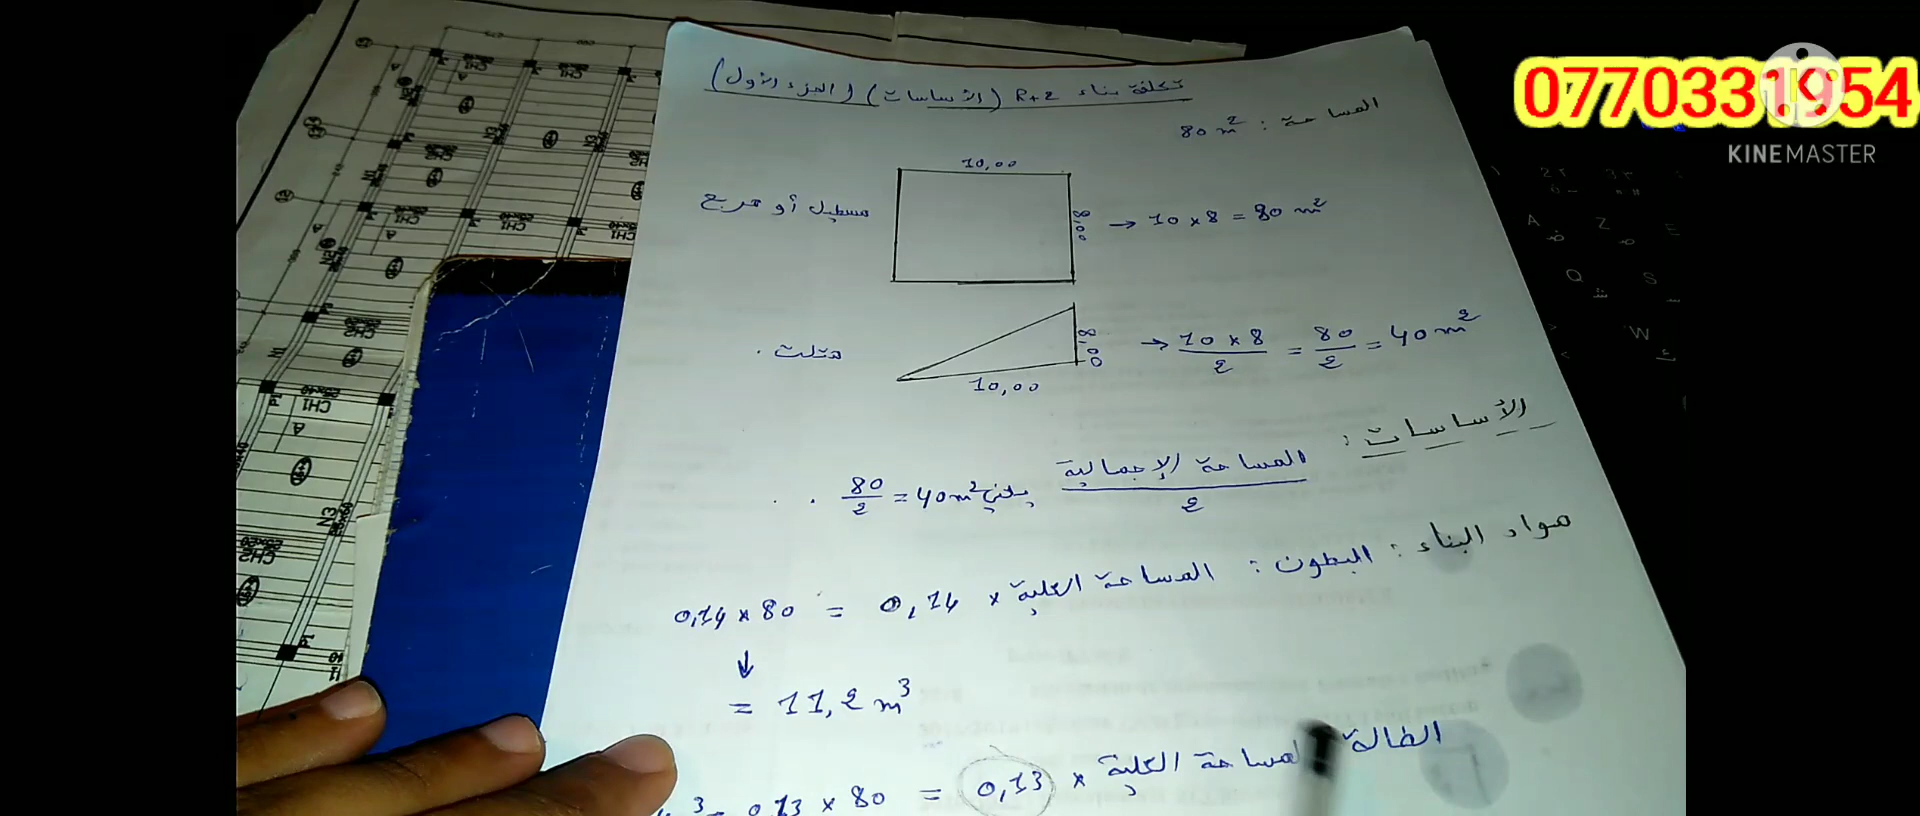 0770331954
KINEMASTER
تكلفة بناء R+2 (الأساسات) (الجزء الأول)
المساحة : 80 m²
10,00
8,00
مسطيل أو مربع
→ 10 × 8 = 80 m²
مثلث .
8,00
10,00
→ 10 × 8 / 2 = 80 / 2 = 40 m²
الأساسات :
المساحة الإجمالية / 2 يعني 80 / 2 = 40 m²
مواد البناء : البطون : المساحة الكلية × 0,14 = 0,14 × 80
↓
= 11,2 m³
الطالة المساحة الكلية × 0,13 = 0,13 × 80